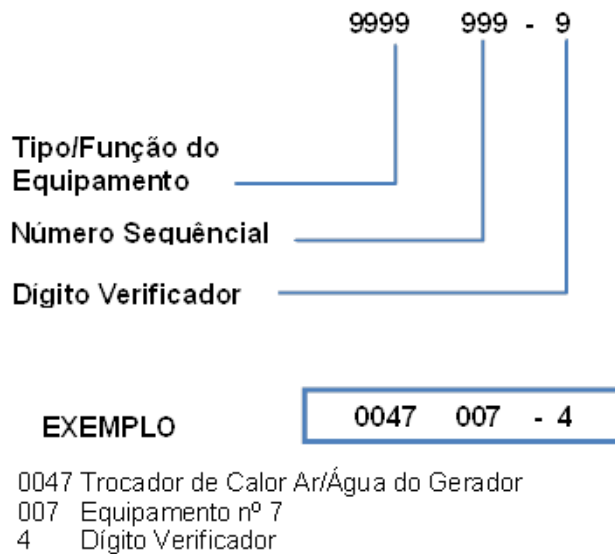 9999 999 - 9
Tipo/Função do
Equipamento
Número Sequêncial
Dígito Verificador
EXEMPLO
0047 007 - 4
0047 Trocador de Calor Ar/Água do Gerador
007 Equipamento nº 7
4 Dígito Verificador